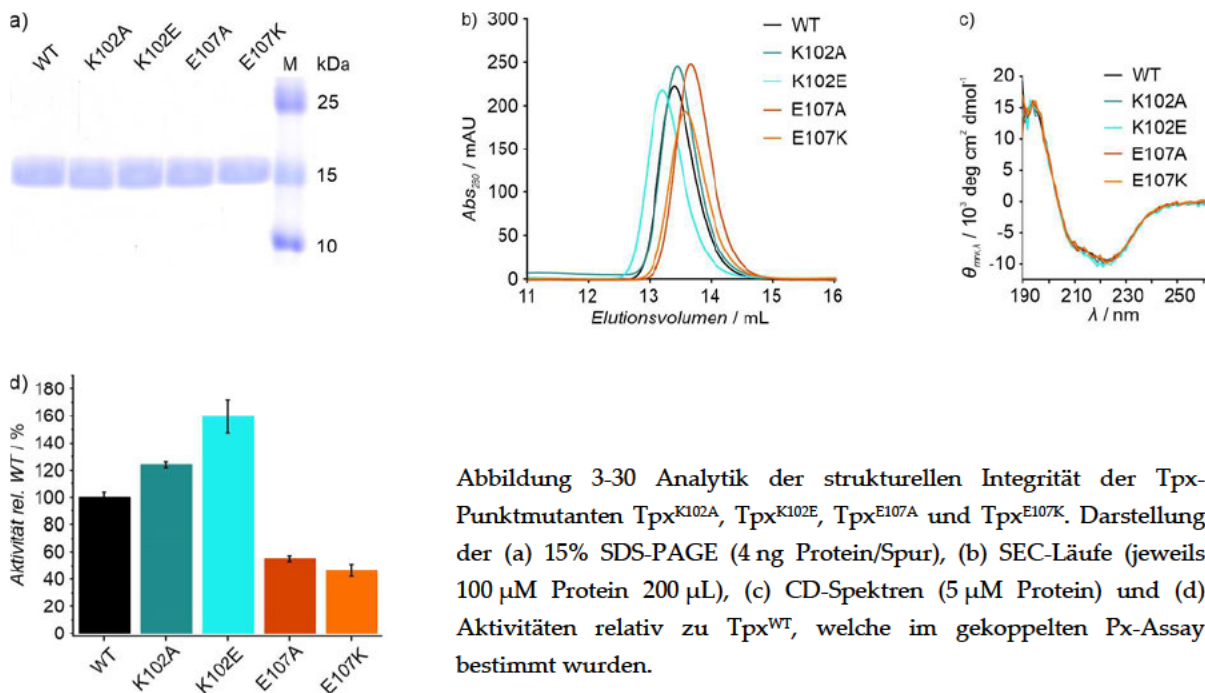 a)
WT K102A K102E E107A E107K M kDa
25
15
10
b)
Abs280 / mAU
300
250
200
150
100
50
0
11 12 13 14 15 16
Elutionsvolumen / mL
WT
K102A
K102E
E107A
E107K
c)
θmrw,λ / 10³ deg cm² dmol⁻¹
20
15
10
5
0
-5
-10
190 210 230 250
λ / nm
WT
K102A
K102E
E107A
E107K
d)
Aktivität rel. WT / %
180
160
140
120
100
80
60
40
20
0
WT K102A K102E E107A E107K
Abbildung 3-30 Analytik der strukturellen Integrität der Tpx-
Punktmutanten TpxK102A, TpxK102E, TpxE107A und TpxE107K. Darstellung
der (a) 15% SDS-PAGE (4 ng Protein/Spur), (b) SEC-Läufe (jeweils
100 µM Protein 200 µL), (c) CD-Spektren (5 µM Protein) und (d)
Aktivitäten relativ zu TpxWT, welche im gekoppelten Px-Assay
bestimmt wurden.